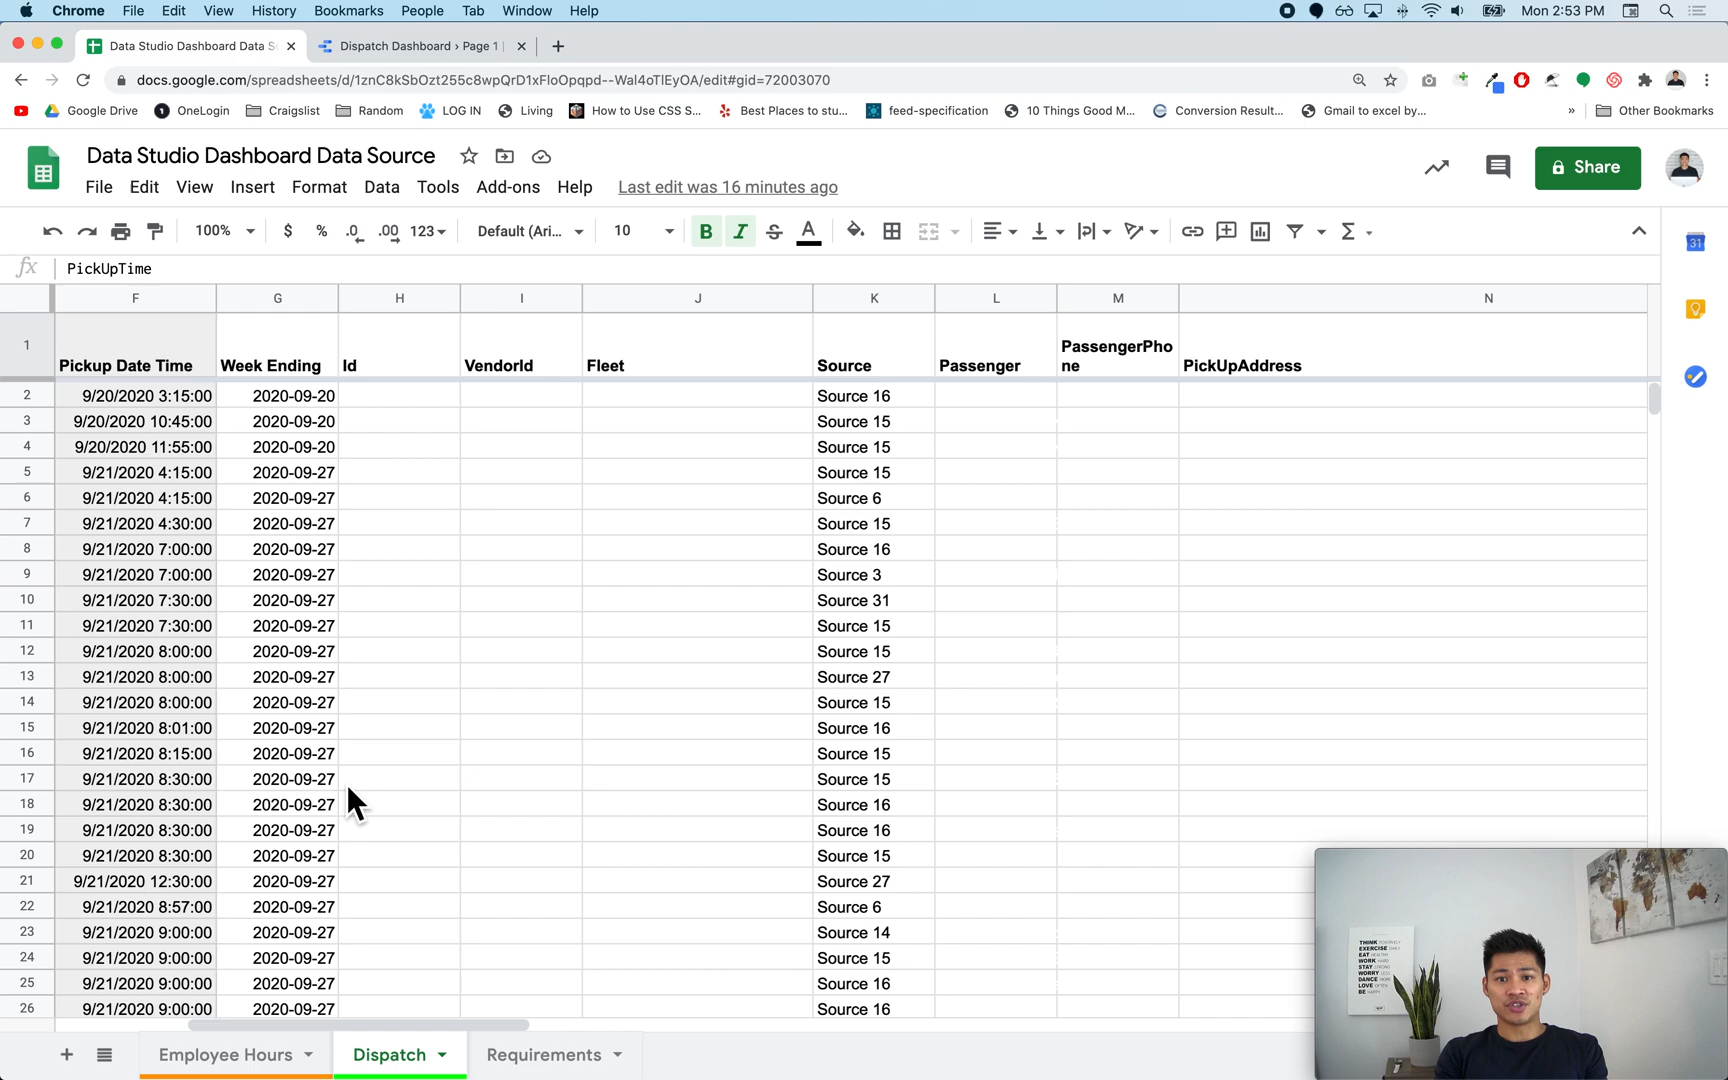 Chrome File Edit View History Bookmarks People Tab Window Help Mon 2:53 PM
Data Studio Dashboard Data S Dispatch Dashboard › Page 1
docs.google.com/spreadsheets/d/1znC8kSbOzt255c8wpQrD1xFloOpqpd--Wal4oTlEyOA/edit#gid=72003070
Google Drive OneLogin Craigslist Random LOG IN Living How to Use CSS S... Best Places to stu... feed-specification 10 Things Good M... Conversion Result... Gmail to excel by... » Other Bookmarks
Data Studio Dashboard Data Source
Share
File Edit View Insert Format Data Tools Add-ons Help Last edit was 16 minutes ago
100% $ % .0 .00 123 Default (Ari... 10 B I S A
fx PickUpTime
F G H I J K L M N
1 Pickup Date Time Week Ending Id VendorId Fleet Source Passenger PassengerPhone PickUpAddress
2 9/20/2020 3:15:00 2020-09-20 Source 16
3 9/20/2020 10:45:00 2020-09-20 Source 15
4 9/20/2020 11:55:00 2020-09-20 Source 15
5 9/21/2020 4:15:00 2020-09-27 Source 15
6 9/21/2020 4:15:00 2020-09-27 Source 6
7 9/21/2020 4:30:00 2020-09-27 Source 15
8 9/21/2020 7:00:00 2020-09-27 Source 16
9 9/21/2020 7:00:00 2020-09-27 Source 3
10 9/21/2020 7:30:00 2020-09-27 Source 31
11 9/21/2020 7:30:00 2020-09-27 Source 15
12 9/21/2020 8:00:00 2020-09-27 Source 15
13 9/21/2020 8:00:00 2020-09-27 Source 27
14 9/21/2020 8:00:00 2020-09-27 Source 15
15 9/21/2020 8:01:00 2020-09-27 Source 16
16 9/21/2020 8:15:00 2020-09-27 Source 15
17 9/21/2020 8:30:00 2020-09-27 Source 15
18 9/21/2020 8:30:00 2020-09-27 Source 16
19 9/21/2020 8:30:00 2020-09-27 Source 16
20 9/21/2020 8:30:00 2020-09-27 Source 15
21 9/21/2020 12:30:00 2020-09-27 Source 27
22 9/21/2020 8:57:00 2020-09-27 Source 6
23 9/21/2020 9:00:00 2020-09-27 Source 14
24 9/21/2020 9:00:00 2020-09-27 Source 15
25 9/21/2020 9:00:00 2020-09-27 Source 16
26 9/21/2020 9:00:00 2020-09-27 Source 16
THINK POSITIVELY
EXERCISE DAILY
EAT HEALTHY
WORK HARD
STAY STRONG
WORRY LESS
DANCE MORE
LOVE OFTEN
BE HAPPY
Employee Hours Dispatch Requirements